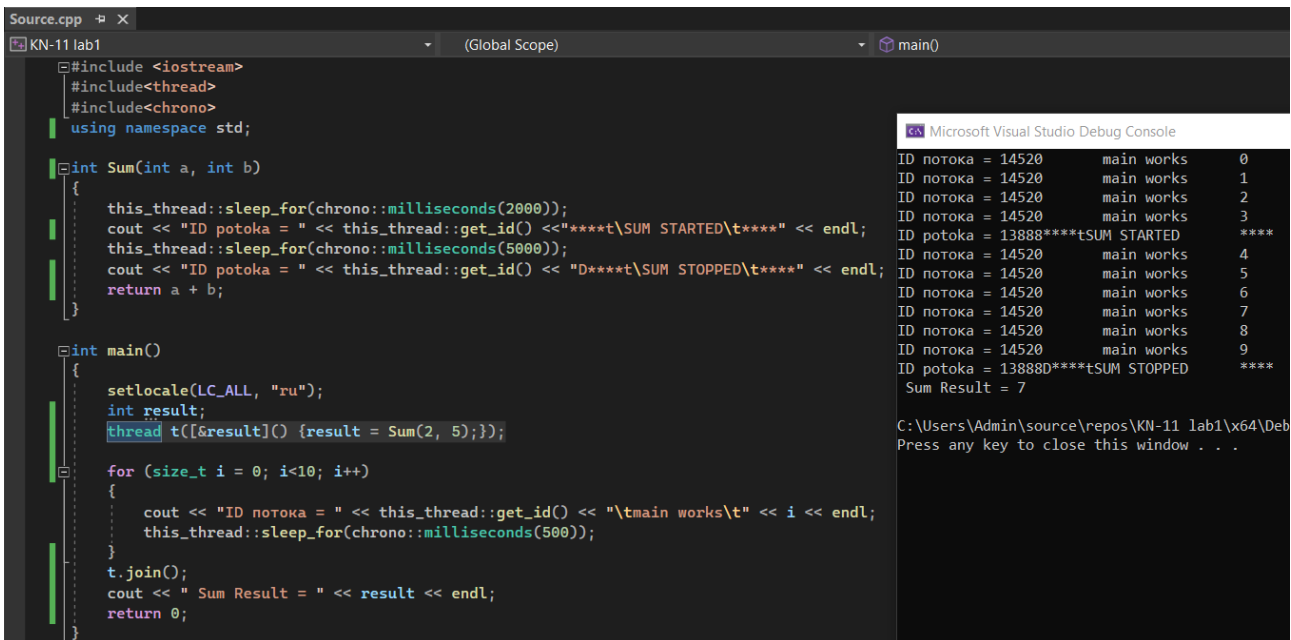 Source.cpp
KN-11 lab1 (Global Scope) main()
#include <iostream>
#include<thread>
#include<chrono>
using namespace std;
int Sum(int a, int b)
{
this_thread::sleep_for(chrono::milliseconds(2000));
cout << "ID potoka = " << this_thread::get_id() <<"****t\SUM STARTED\t****" << endl;
this_thread::sleep_for(chrono::milliseconds(5000));
cout << "ID potoka = " << this_thread::get_id() << "D****t\SUM STOPPED\t****" << endl;
return a + b;
}
int main()
{
setlocale(LC_ALL, "ru");
int result;
thread t([&result]() {result = Sum(2, 5);});
for (size_t i = 0; i<10; i++)
{
cout << "ID потока = " << this_thread::get_id() << "\tmain works\t" << i << endl;
this_thread::sleep_for(chrono::milliseconds(500));
}
t.join();
cout << " Sum Result = " << result << endl;
return 0;
}
Microsoft Visual Studio Debug Console
ID потока = 14520 main works 0
ID потока = 14520 main works 1
ID потока = 14520 main works 2
ID потока = 14520 main works 3
ID potoka = 13888****tSUM STARTED ****
ID потока = 14520 main works 4
ID потока = 14520 main works 5
ID потока = 14520 main works 6
ID потока = 14520 main works 7
ID потока = 14520 main works 8
ID потока = 14520 main works 9
ID potoka = 13888D****tSUM STOPPED ****
Sum Result = 7
C:\Users\Admin\source\repos\KN-11 lab1\x64\Deb
Press any key to close this window . . .